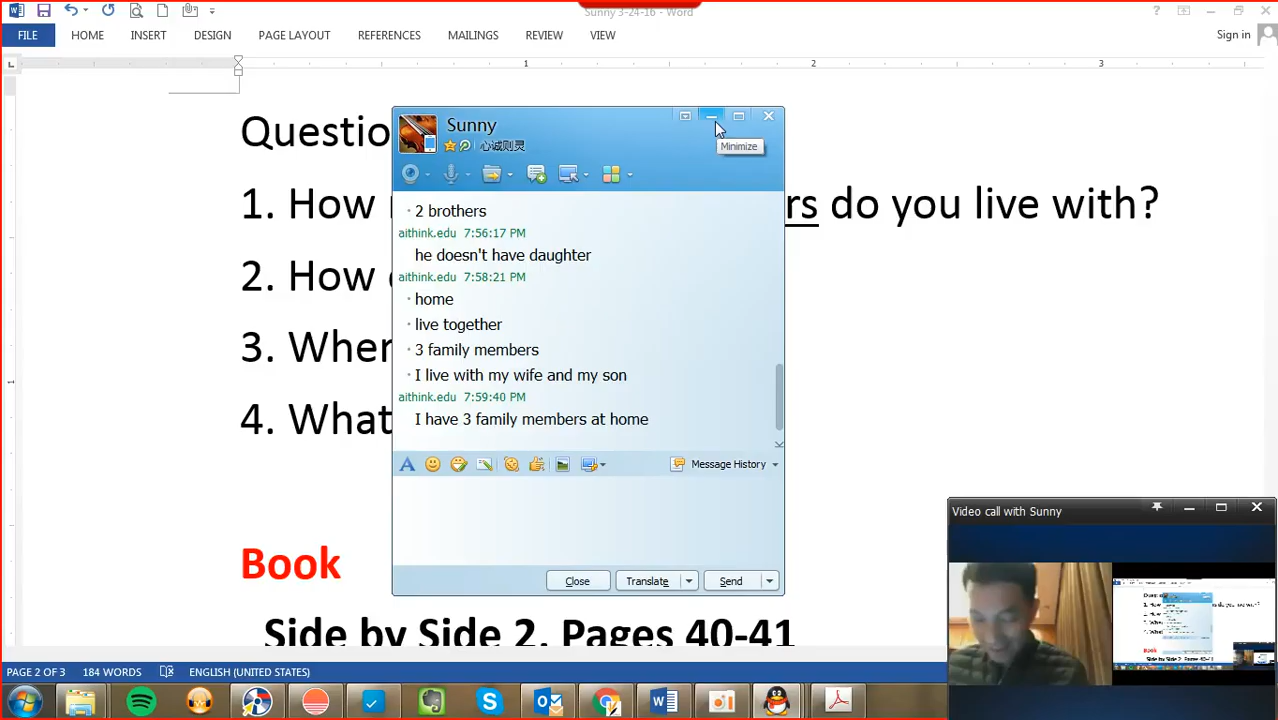 Sunny 3-24-16 - Word
FILE HOME INSERT DESIGN PAGE LAYOUT REFERENCES MAILINGS REVIEW VIEW Sign in
1 2 3
Questio
1. How rs do you live with?
2. How
3. When
4. What
Book
Side by Side 2. Pages 40-41
Sunny
心诚则灵
Minimize
2 brothers
aithink.edu 7:56:17 PM
he doesn't have daughter
aithink.edu 7:58:21 PM
home
live together
3 family members
I live with my wife and my son
aithink.edu 7:59:40 PM
I have 3 family members at home
Message History
Close Translate Send
Video call with Sunny
PAGE 2 OF 3 184 WORDS ENGLISH (UNITED STATES)